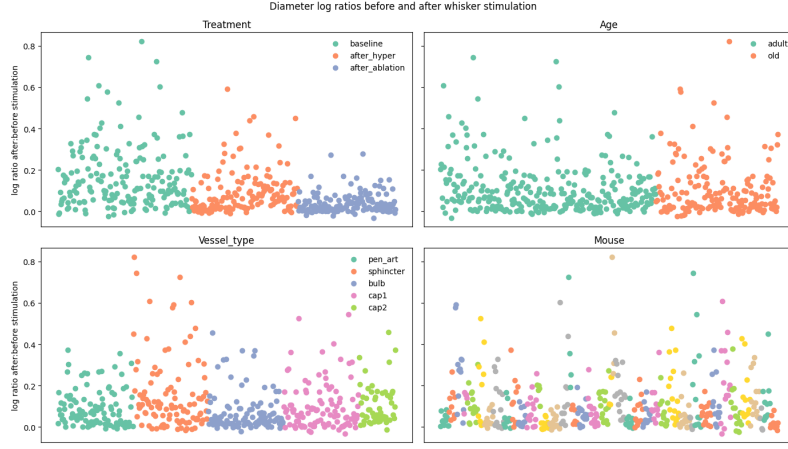 Diameter log ratios before and after whisker stimulation
Treatment
log ratio after:before stimulation
0.8
0.6
0.4
0.2
0.0
baseline
after_hyper
after_ablation
Age
adult
old
Vessel_type
log ratio after:before stimulation
0.8
0.6
0.4
0.2
0.0
pen_art
sphincter
bulb
cap1
cap2
Mouse